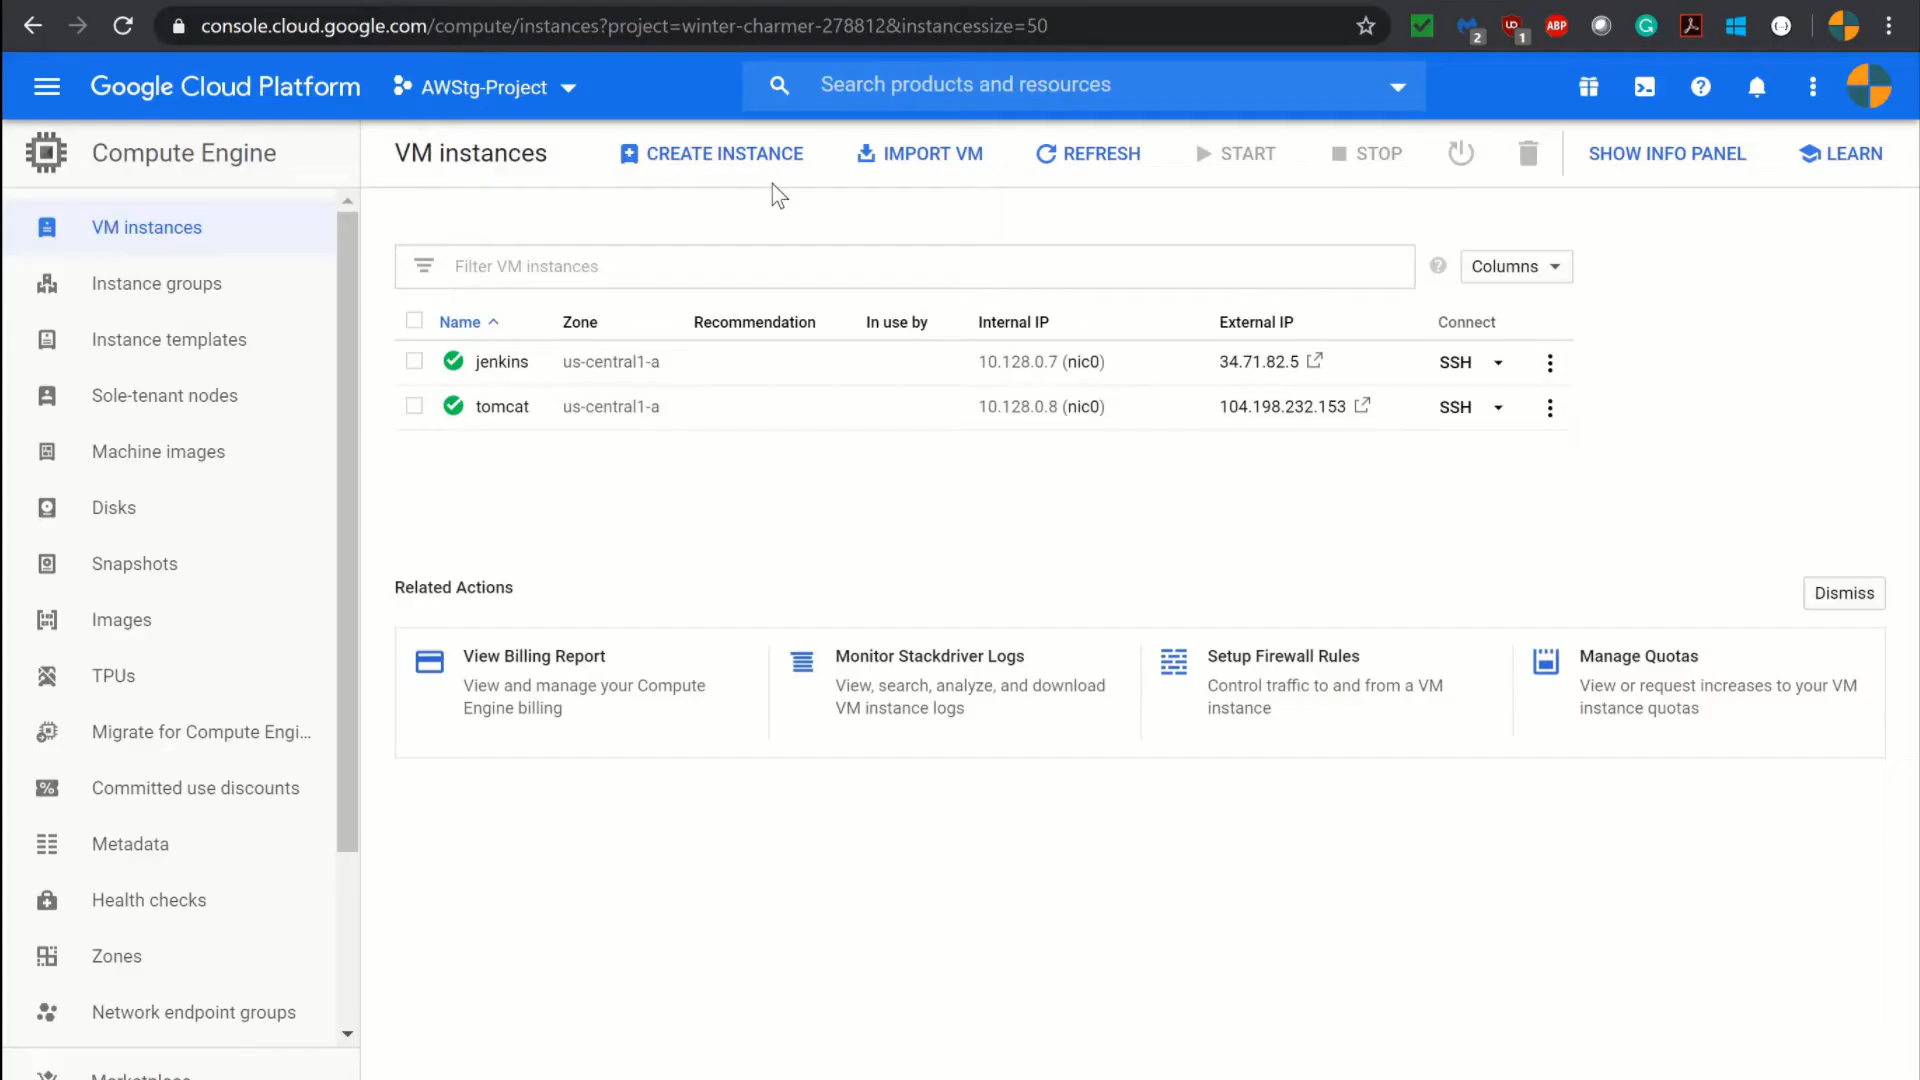 console.cloud.google.com/compute/instances?project=winter-charmer-278812&instancessize=50
2
UD
1
ABP
Google Cloud Platform
AWStg-Project
Search products and resources
Compute Engine
VM instances
CREATE INSTANCE
IMPORT VM
REFRESH
START
STOP
SHOW INFO PANEL
LEARN
VM instances
Instance groups
Instance templates
Sole-tenant nodes
Machine images
Disks
Snapshots
Images
TPUs
Migrate for Compute Engi...
Committed use discounts
Metadata
Health checks
Zones
Network endpoint groups
Marketplace
Filter VM instances
Columns
Name Zone Recommendation In use by Internal IP External IP Connect
jenkins us-central1-a 10.128.0.7 (nic0) 34.71.82.5 SSH
tomcat us-central1-a 10.128.0.8 (nic0) 104.198.232.153 SSH
Related Actions
Dismiss
View Billing Report
View and manage your Compute
Engine billing
Monitor Stackdriver Logs
View, search, analyze, and download
VM instance logs
Setup Firewall Rules
Control traffic to and from a VM
instance
Manage Quotas
View or request increases to your VM
instance quotas